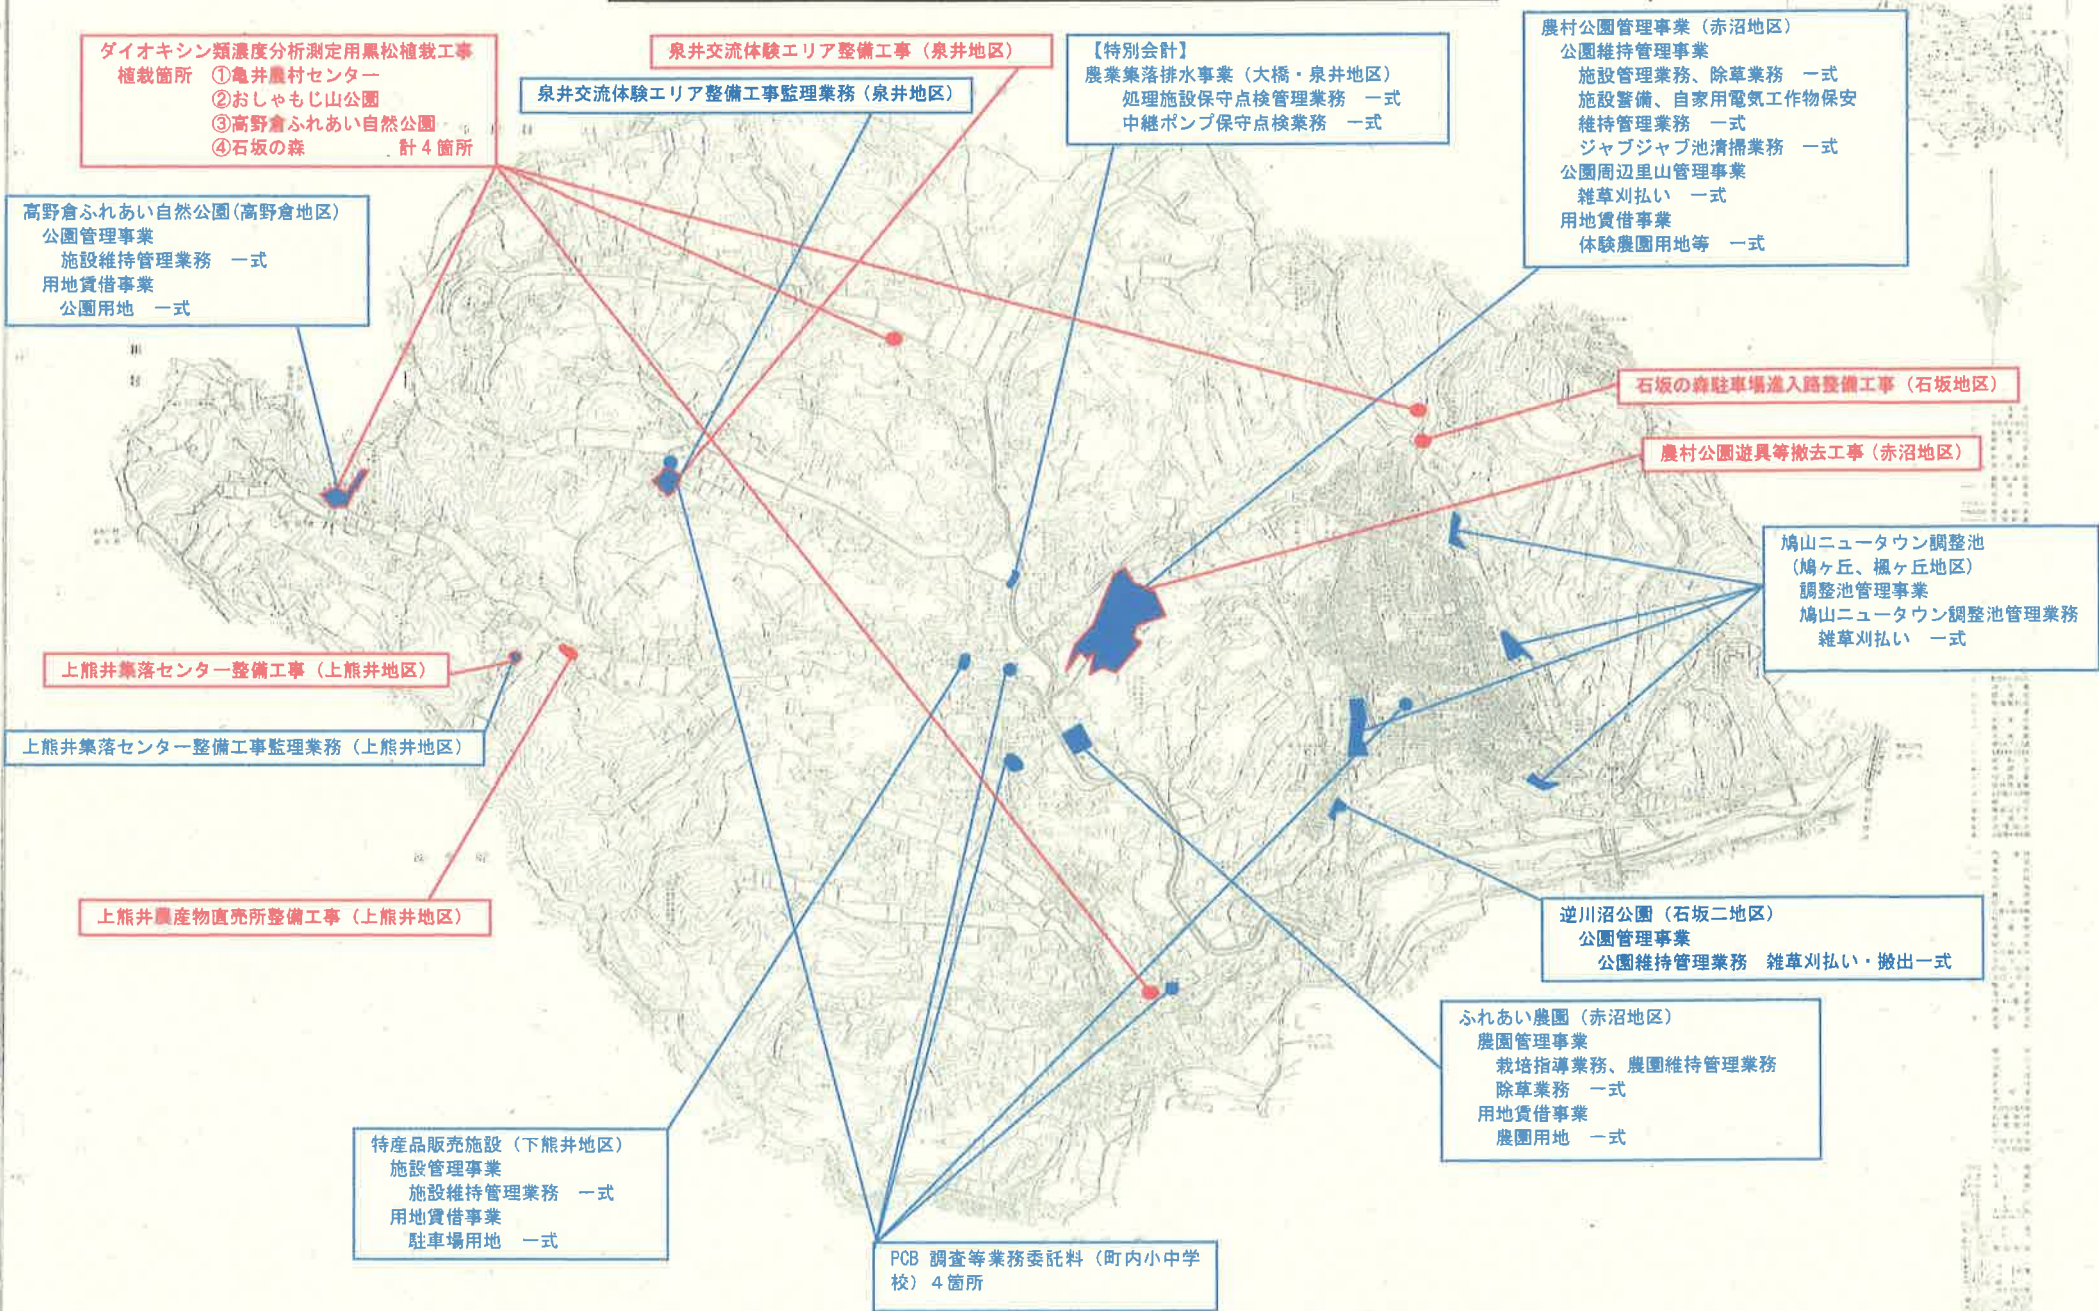 ダイオキシン類濃度分析測定用黒松植栽工事
植栽箇所 ①亀井農村センター
②おしゃもじ山公園
③高野倉ふれあい自然公園
④石坂の森 計4箇所
泉井交流体験エリア整備工事(泉井地区)
泉井交流体験エリア整備工事監理業務(泉井地区)
【特別会計】
農業集落排水事業(大橋・泉井地区)
処理施設保守点検管理業務 一式
中継ポンプ保守点検業務 一式
農村公園管理事業(赤沼地区)
公園維持管理事業
施設管理業務、除草業務 一式
施設警備、自家用電気工作物保安
維持管理業務 一式
ジャブジャブ池清掃業務 一式
公園周辺里山管理事業
雑草刈払い 一式
用地賃借事業
体験農園用地等 一式
高野倉ふれあい自然公園(高野倉地区)
公園管理事業
施設維持管理業務 一式
用地賃借事業
公園用地 一式
石坂の森駐車場進入路整備工事(石坂地区)
農村公園遊具等撤去工事(赤沼地区)
鳩山ニュータウン調整池
(鳩ヶ丘、楓ヶ丘地区)
調整池管理事業
鳩山ニュータウン調整池管理業務
雑草刈払い 一式
上熊井集落センター整備工事(上熊井地区)
上熊井集落センター整備工事監理業務(上熊井地区)
上熊井農産物直売所整備工事(上熊井地区)
逆川沼公園(石坂二地区)
公園管理事業
公園維持管理業務 雑草刈払い・搬出一式
ふれあい農園(赤沼地区)
農園管理事業
栽培指導業務、農園維持管理業務
除草業務 一式
用地賃借事業
農園用地 一式
特産品販売施設(下熊井地区)
施設管理事業
施設維持管理業務 一式
用地賃借事業
駐車場用地 一式
PCB 調査等業務委託料(町内小中学
校)4箇所